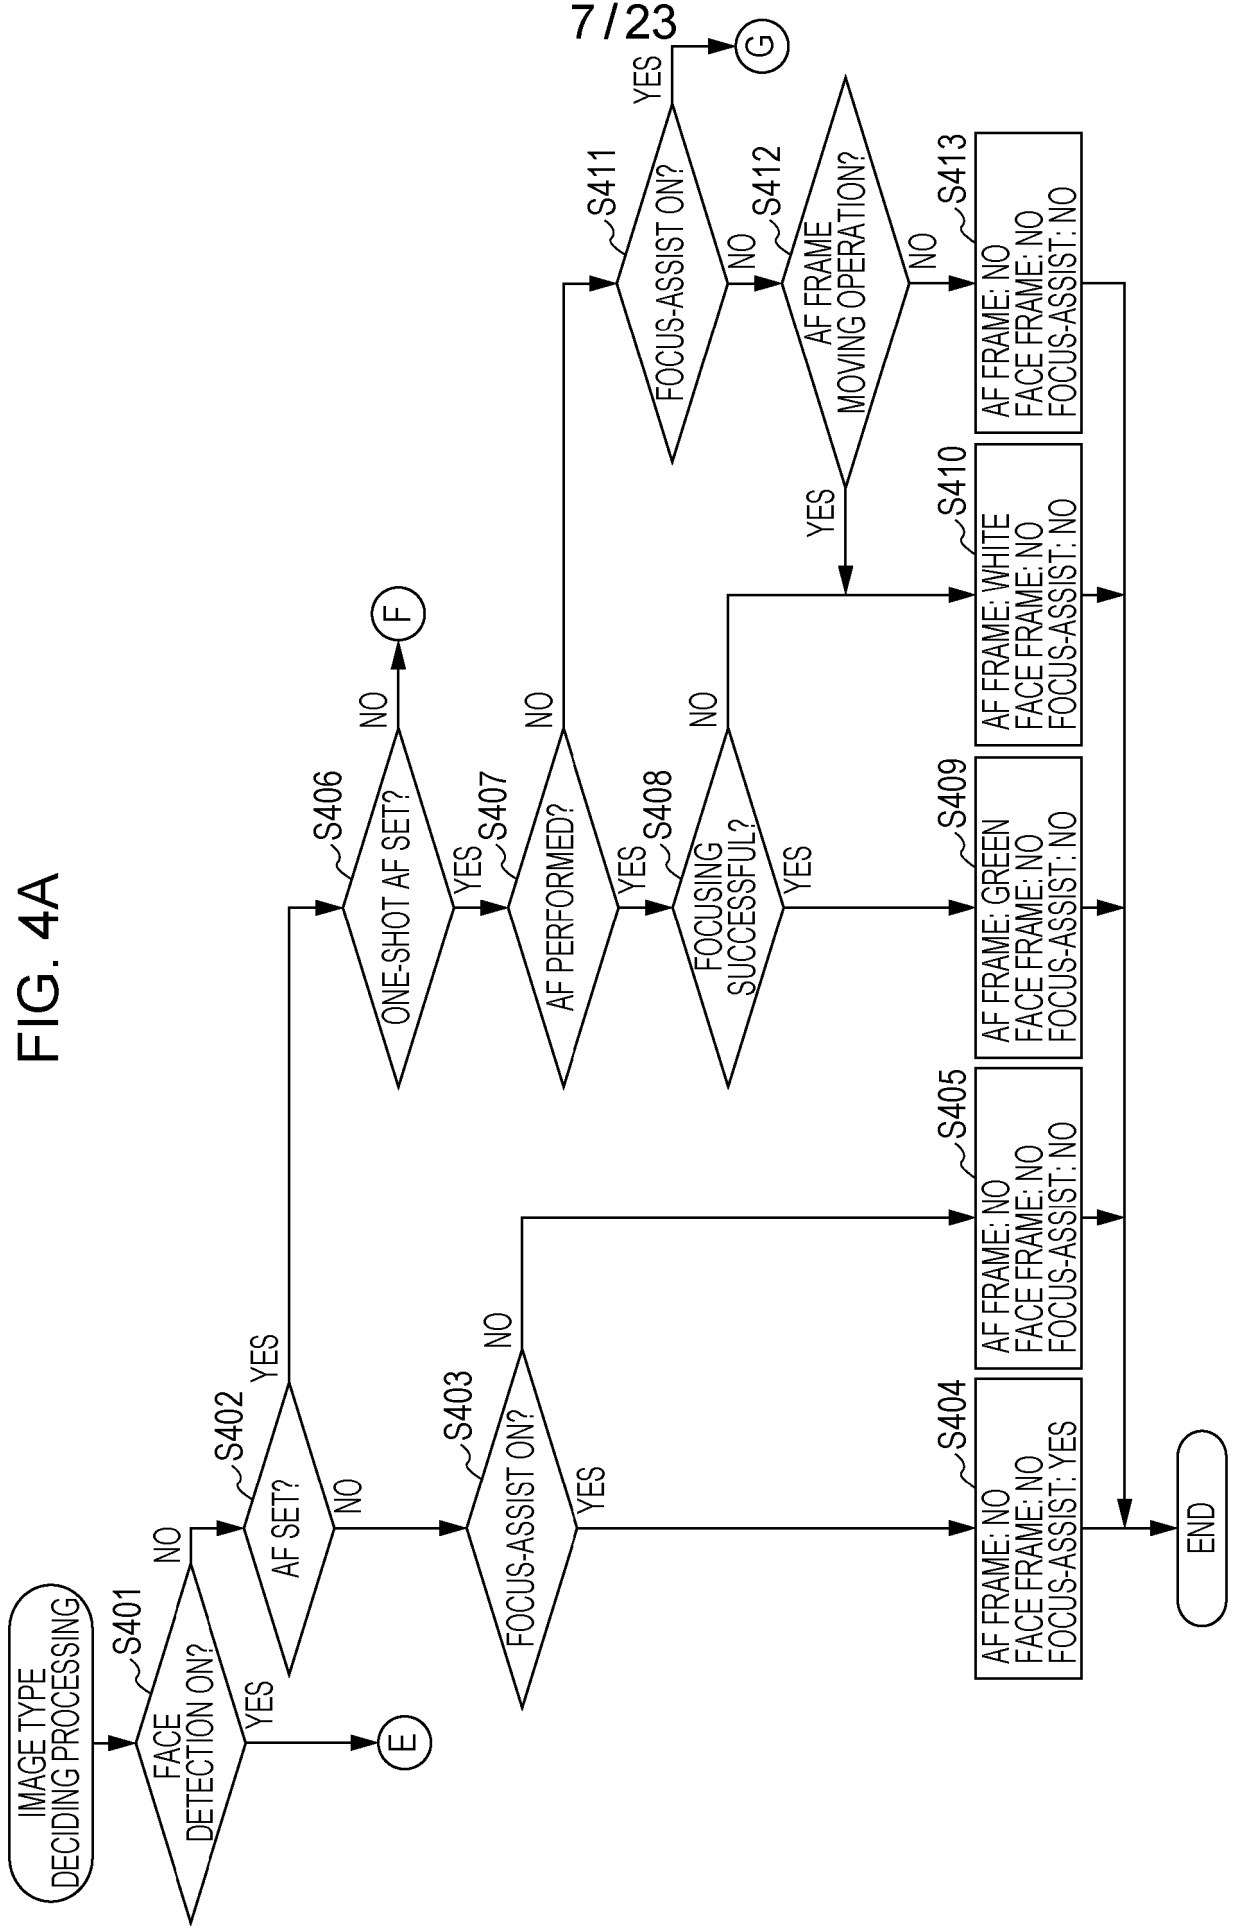 7/23
FIG. 4A
IMAGE TYPE
DECIDING PROCESSING
S401
FACE
DETECTION ON?
NO
YES
E
S402
AF SET?
YES
NO
S403
FOCUS-ASSIST ON?
NO
YES
S404
AF FRAME: NO
FACE FRAME: NO
FOCUS-ASSIST: YES
S405
AF FRAME: NO
FACE FRAME: NO
FOCUS-ASSIST: NO
S406
ONE-SHOT AF SET?
NO
F
YES
S407
AF PERFORMED?
NO
YES
S408
FOCUSING
SUCCESSFUL?
NO
YES
S409
AF FRAME: GREEN
FACE FRAME: NO
FOCUS-ASSIST: NO
S410
AF FRAME: WHITE
FACE FRAME: NO
FOCUS-ASSIST: NO
S411
FOCUS-ASSIST ON?
YES
G
NO
S412
AF FRAME
MOVING OPERATION?
YES
NO
S413
AF FRAME: NO
FACE FRAME: NO
FOCUS-ASSIST: NO
END